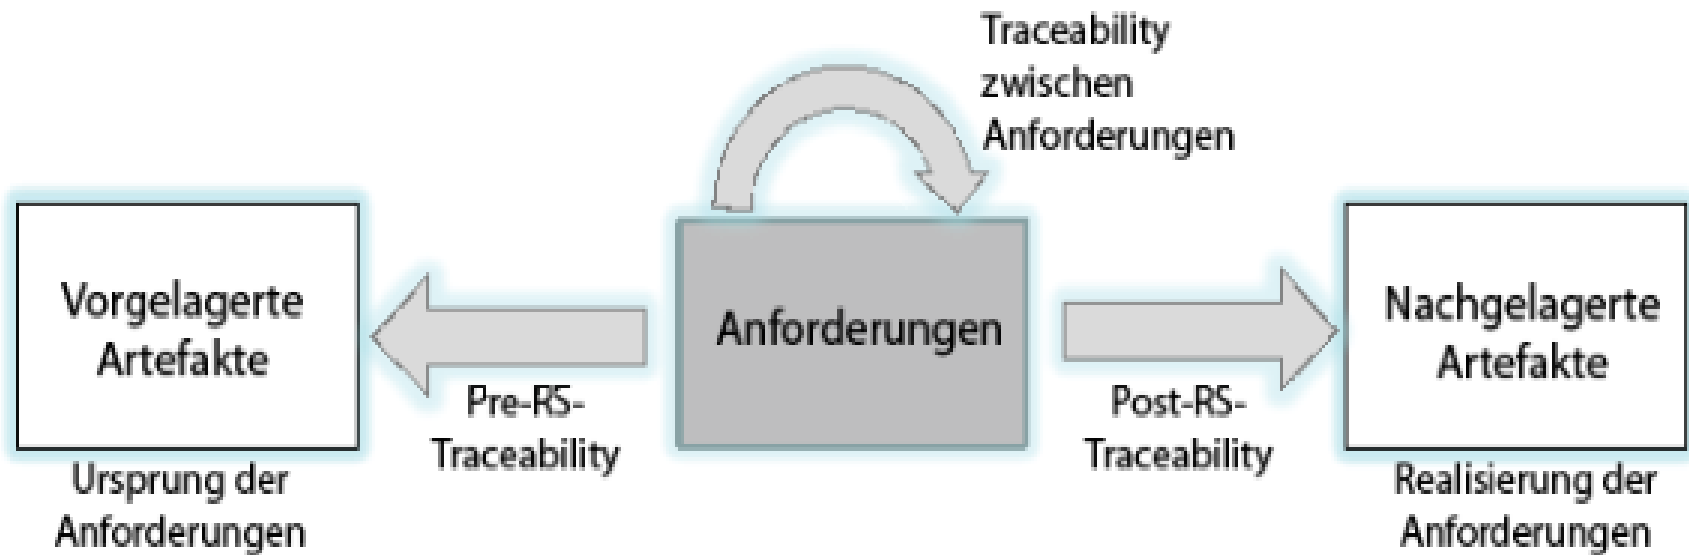 Traceability
zwischen
Anforderungen
Vorgelagerte
Artefakte
Anforderungen
Nachgelagerte
Artefakte
Pre-RS-
Traceability
Post-RS-
Traceability
Ursprung der
Anforderungen
Realisierung der
Anforderungen